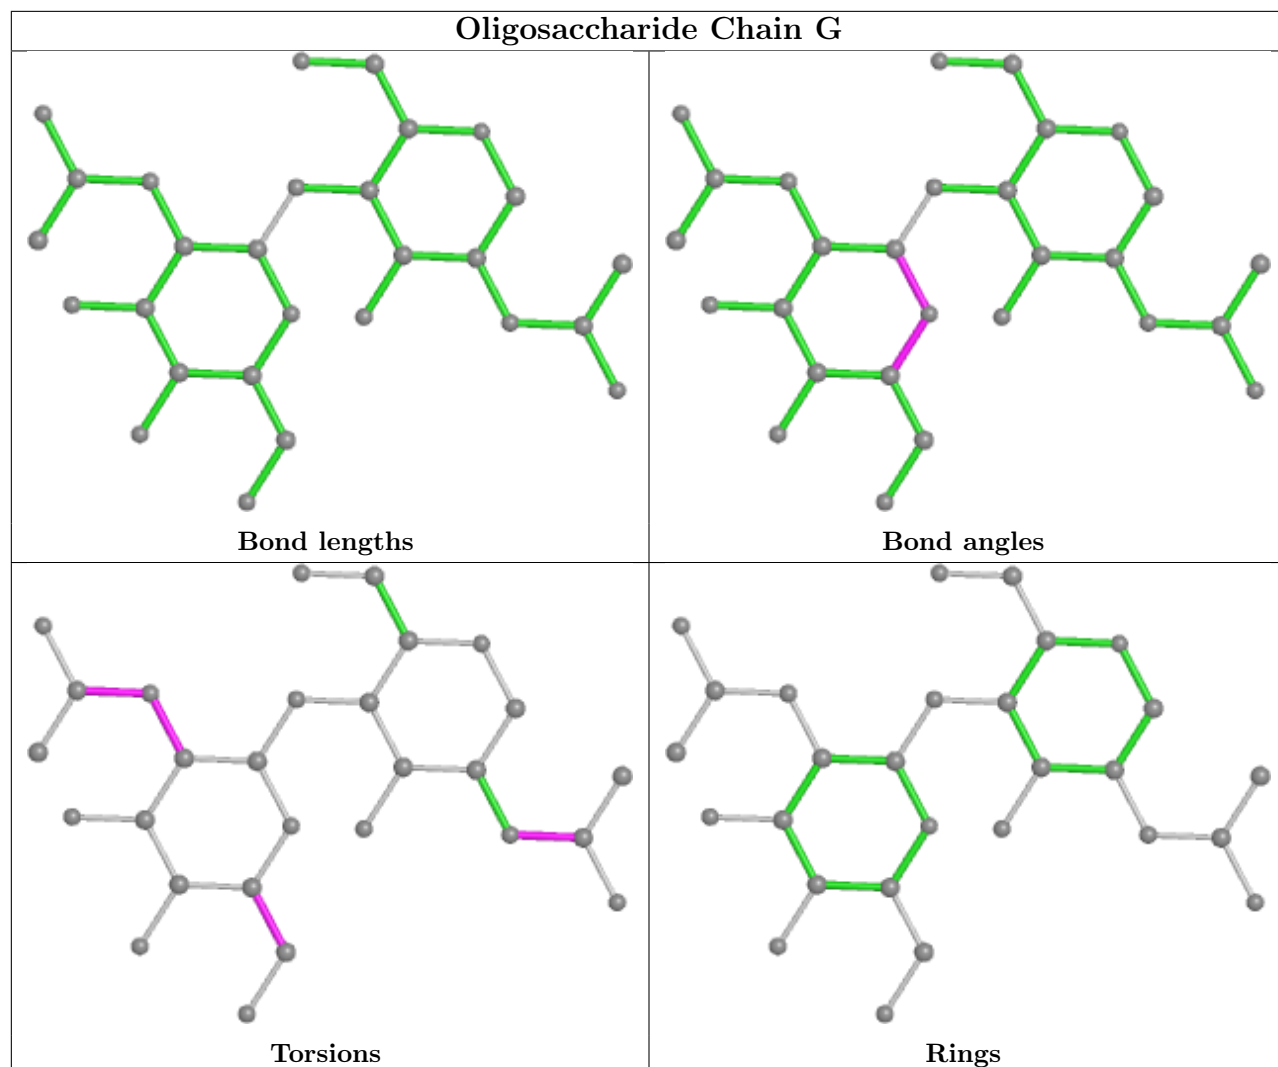 Oligosaccharide Chain G
Bond lengths
Bond angles
Torsions
Rings